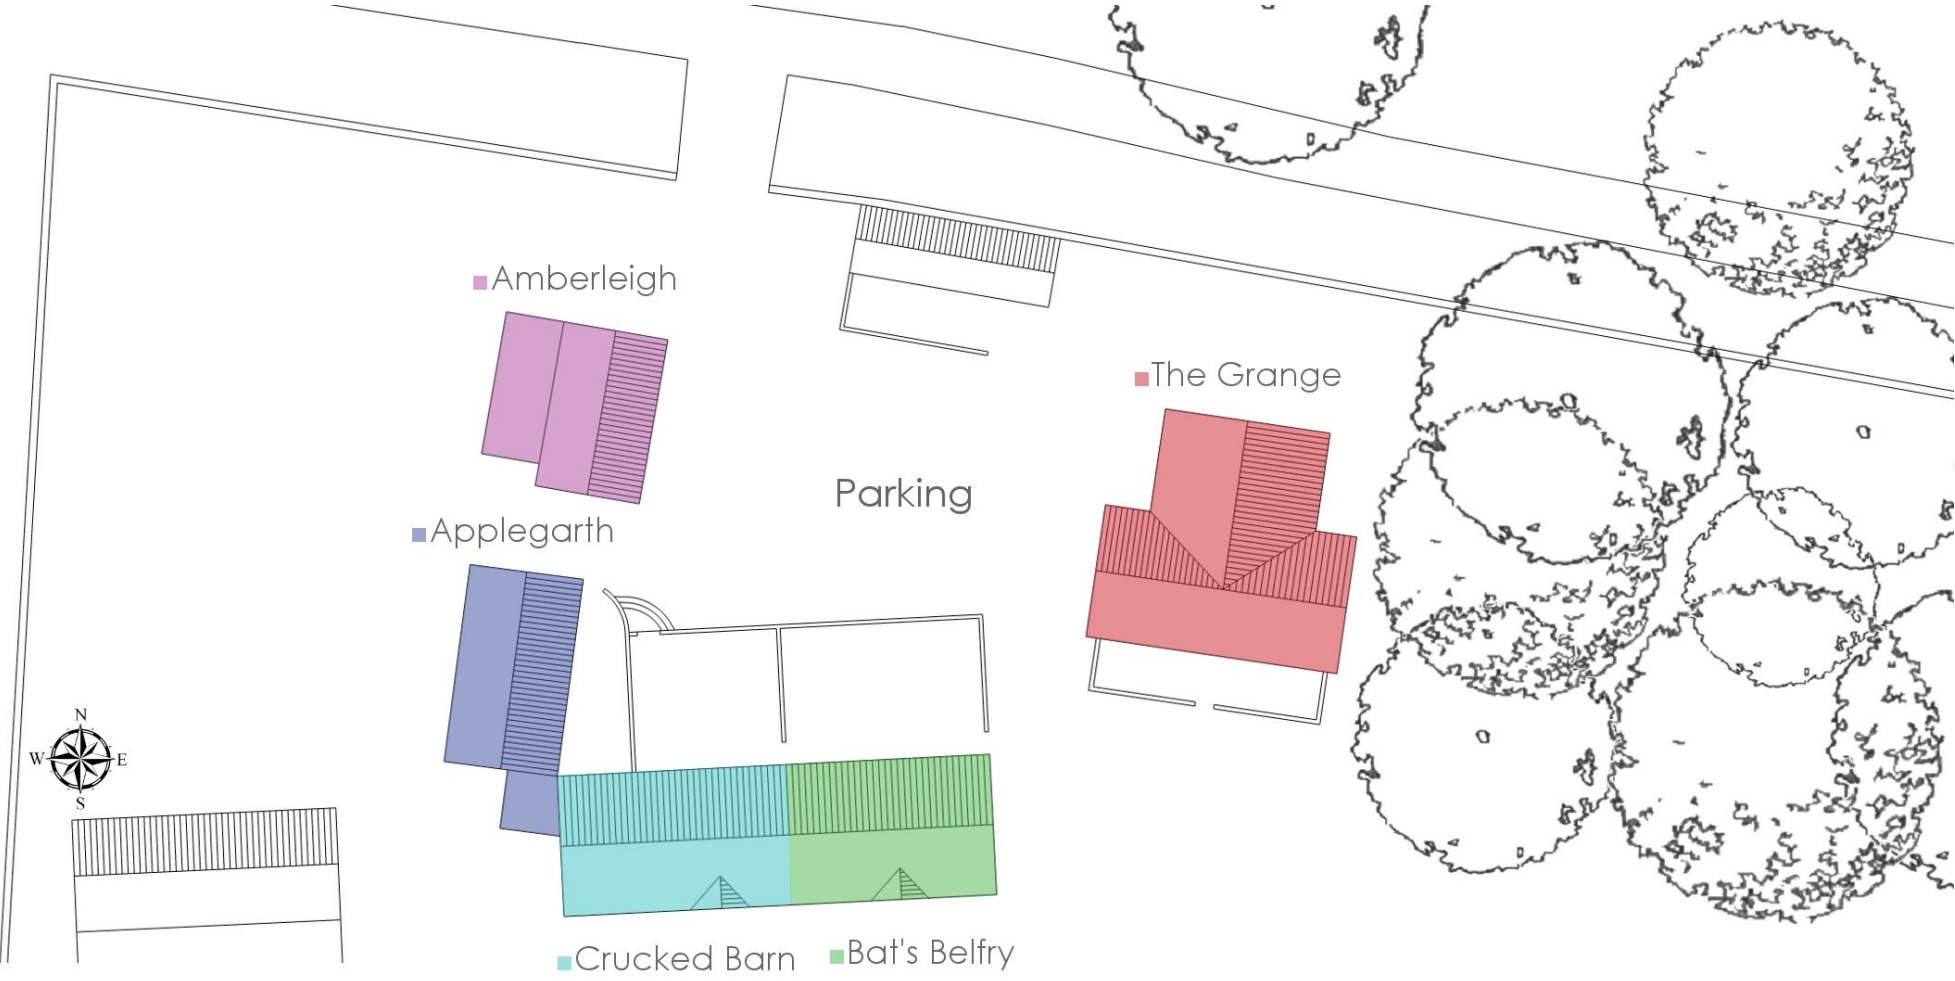 Amberleigh
The Grange
Parking
Applegarth
N
W E
S
Crucked Barn
Bat's Belfry